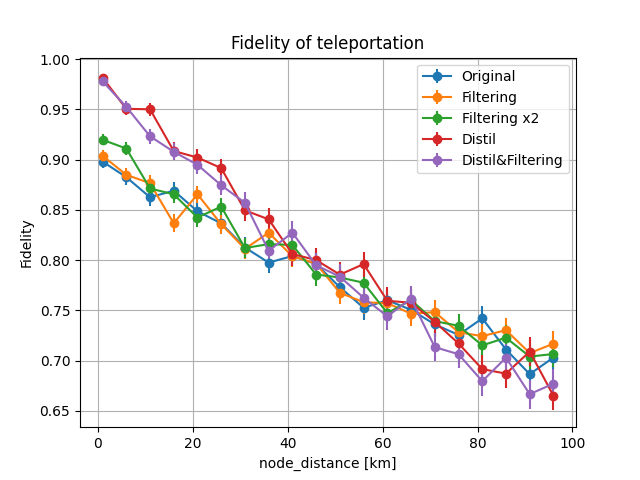 Fidelity of teleportation
1.00
0.95
0.90
0.85
0.80
0.75
0.70
0.65
Fidelity
Original
Filtering
Filtering x2
Distil
Distil&Filtering
0 20 40 60 80 100
node_distance [km]